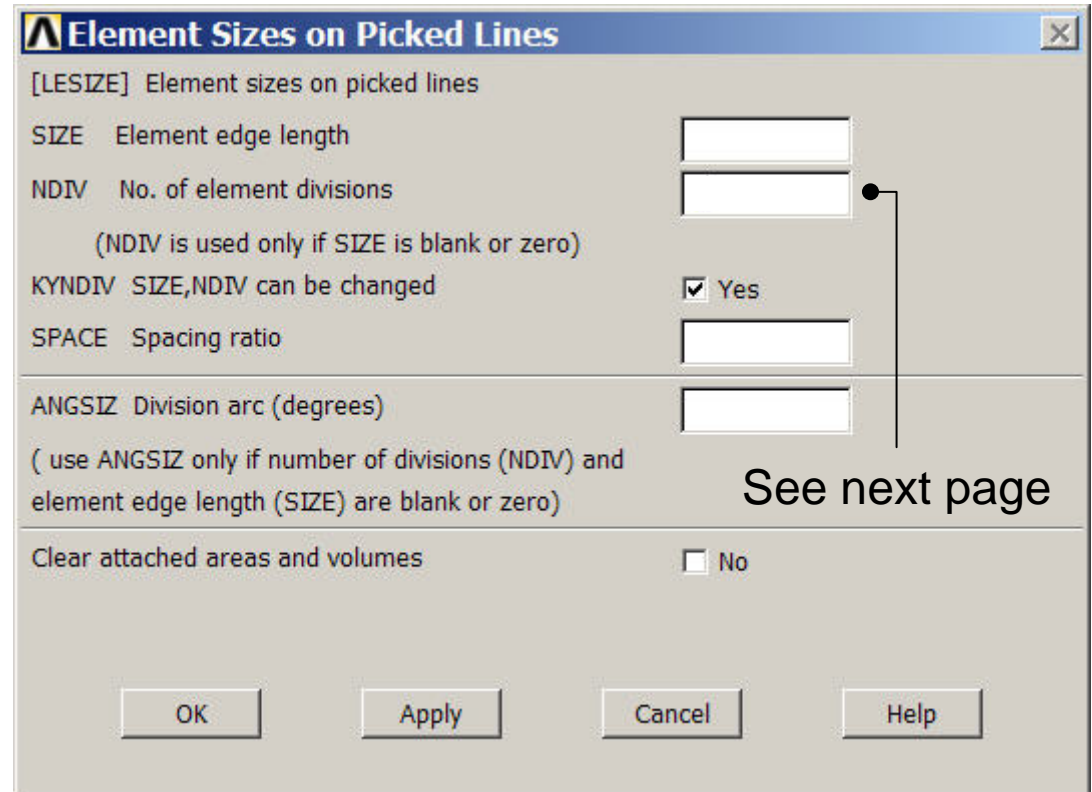 Element Sizes on Picked Lines
[LESIZE] Element sizes on picked lines
SIZE Element edge length
NDIV No. of element divisions
(NDIV is used only if SIZE is blank or zero)
KYNDIV SIZE,NDIV can be changed Yes
SPACE Spacing ratio
ANGSIZ Division arc (degrees)
( use ANGSIZ only if number of divisions (NDIV) and
element edge length (SIZE) are blank or zero)
See next page
Clear attached areas and volumes No
OK Apply Cancel Help